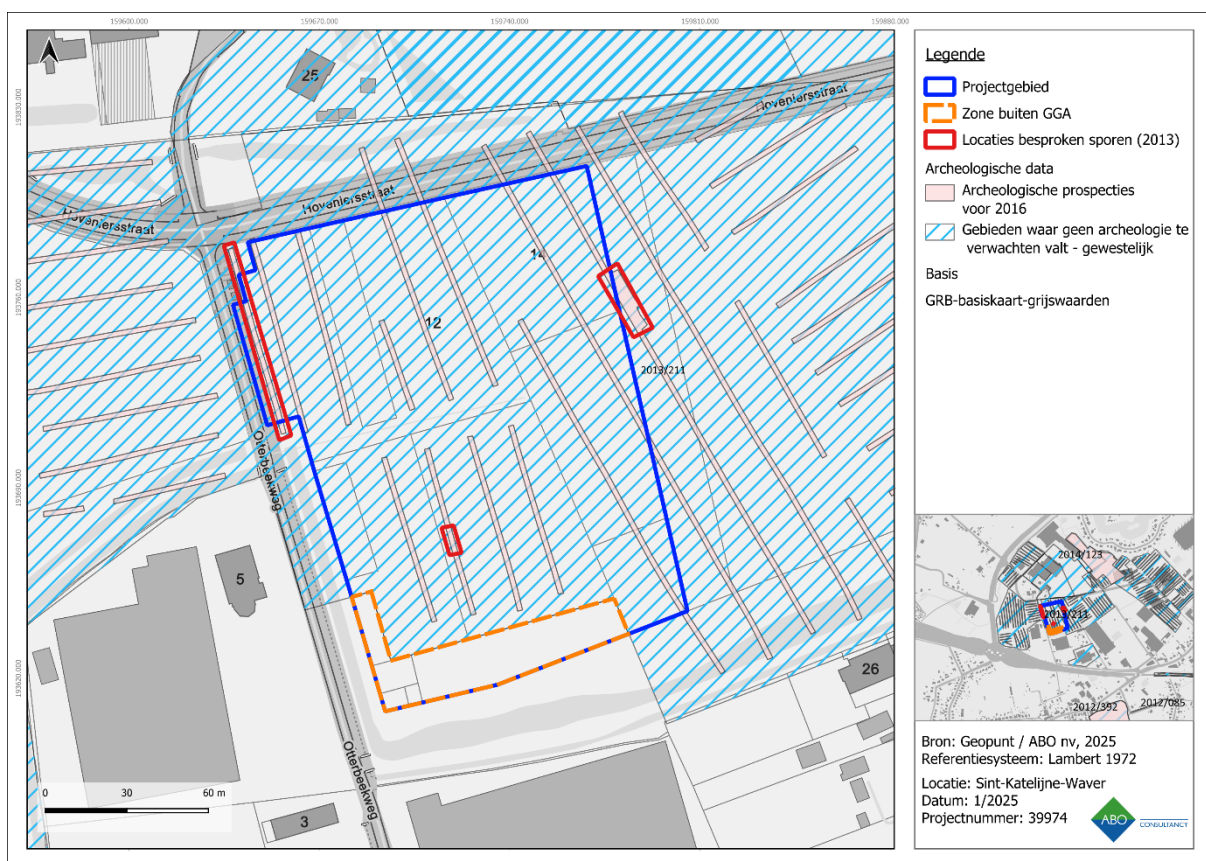 159600.000
159670.000
159740.000
159810.000
159880.000
193830.000
193760.000
193690.000
193620.000
25
Hoveniersstraat
Hoveniersstraat
Hoveniersstraat
14
12
2013/211
Otterbeekweg
5
26
Otterbeekweg
3
0 30 60 m
Legende
Projectgebied
Zone buiten GGA
Locaties besproken sporen (2013)
Archeologische data
Archeologische prospecties
voor 2016
Gebieden waar geen archeologie te
verwachten valt - gewestelijk
Basis
GRB-basiskaart-grijswaarden
2014/123
2013/211
2012/392
2012/085
Bron: Geopunt / ABO nv, 2025
Referentiesysteem: Lambert 1972
Locatie: Sint-Katelijne-Waver
Datum: 1/2025
Projectnummer: 39974
ABO
CONSULTANCY